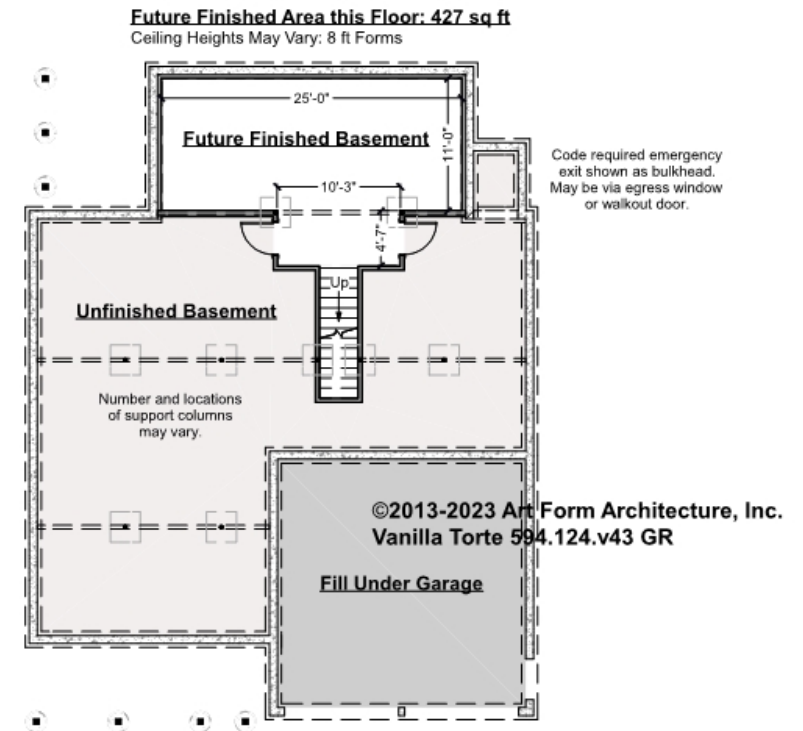 Future Finished Area this Floor: 427 sq ft
Ceiling Heights May Vary: 8 ft Forms
25'-0"
Future Finished Basement
11'-0"
Code required emergency
exit shown as bulkhead.
May be via egress window
or walkout door.
10'-3"
4'-7"
Up
Unfinished Basement
Number and locations
of support columns
may vary.
©2013-2023 Art Form Architecture, Inc.
Vanilla Torte 594.124.v43 GR
Fill Under Garage